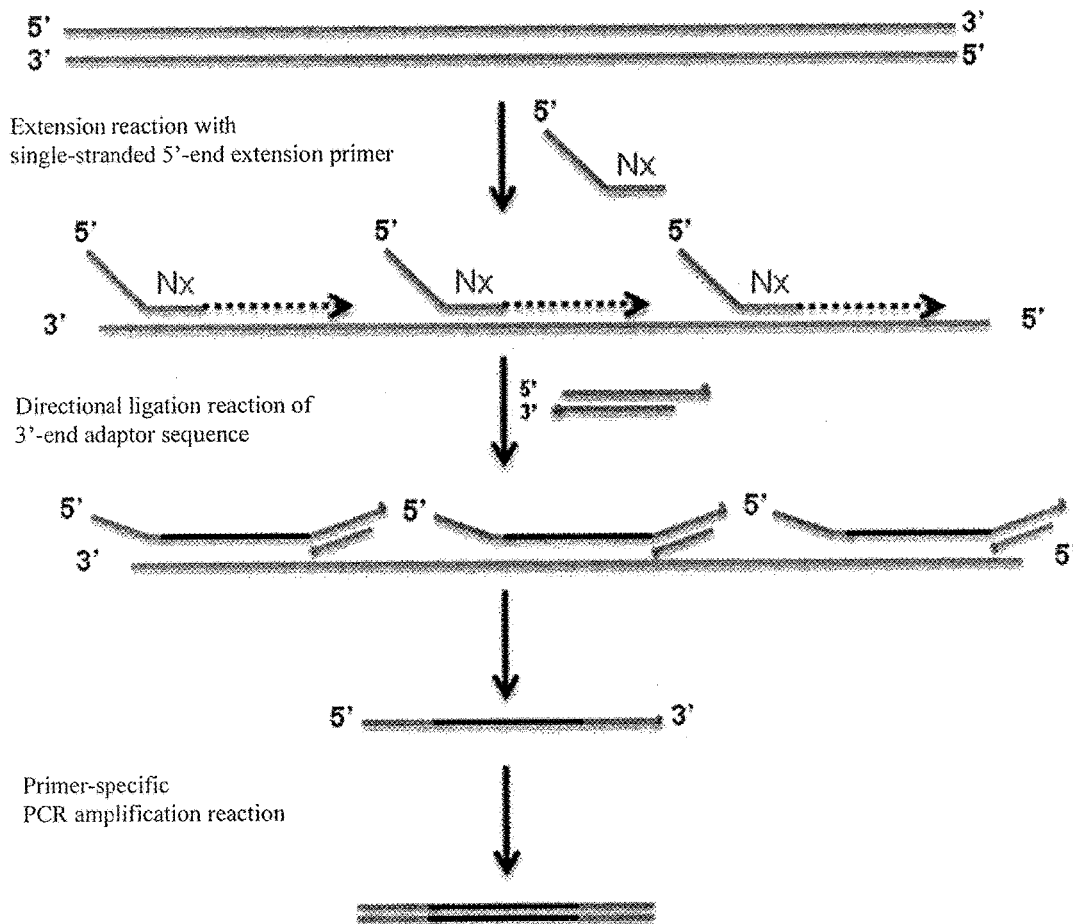 5' 3'
3' 5'
Extension reaction with
single-stranded 5'-end extension primer
5'
Nx
5' 5' 5'
Nx Nx Nx
3' 5'
Directional ligation reaction of
3'-end adaptor sequence
5'
3'
5' 5' 5'
3' 5'
5' 3'
Primer-specific
PCR amplification reaction